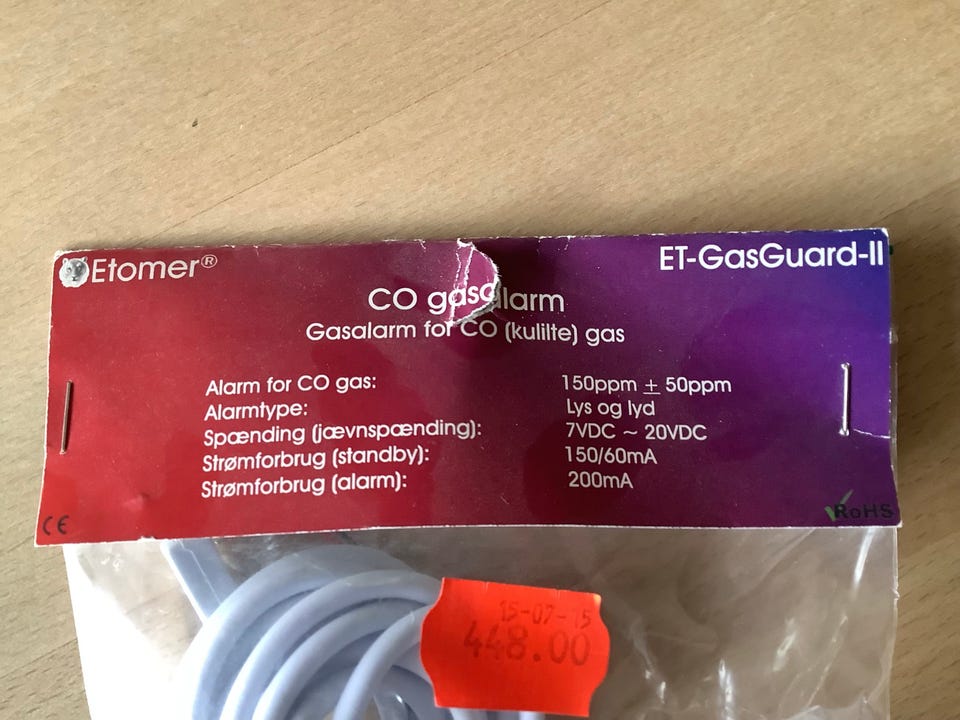 Etomer®
ET-GasGuard-II
CO gasalarm
Gasalarm for CO (kulilte) gas
Alarm for CO gas: 150ppm ± 50ppm
Alarmtype: Lys og lyd
Spænding (jævnspænding): 7VDC ~ 20VDC
Strømforbrug (standby): 150/60mA
Strømforbrug (alarm): 200mA
CE
RoHS
15-07-15
448.00